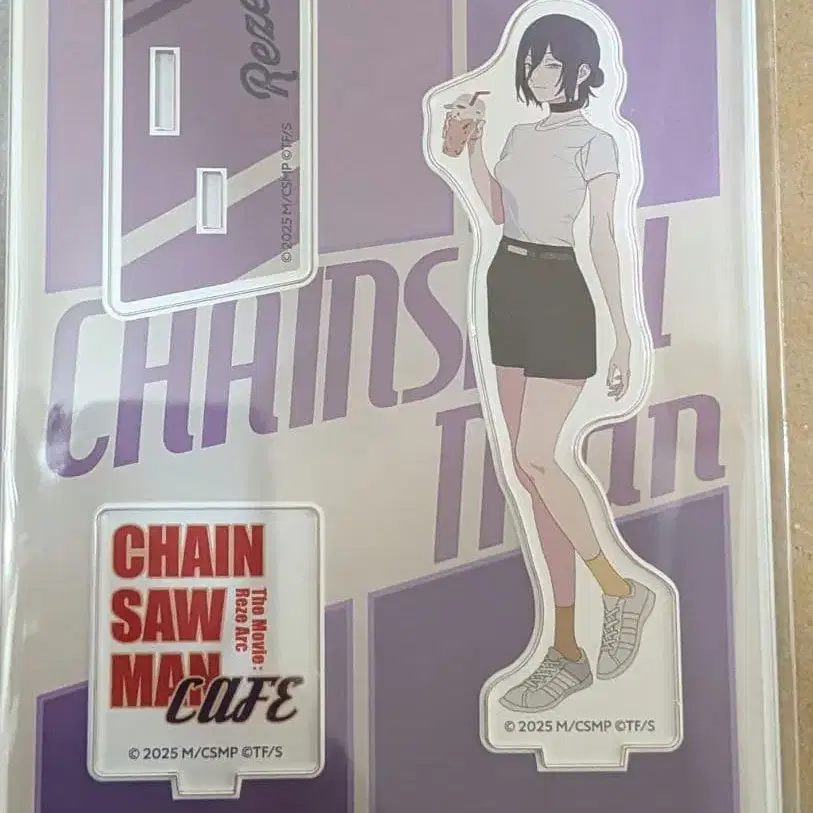 Reze
© 2025 M/CSMP ©TF/S
CHAINS
man
CHAIN
SAW
MAN
The Movie:
Reze Arc
CAFE
© 2025 M/CSMP ©TF/S
© 2025 M/CSMP ©TF/S